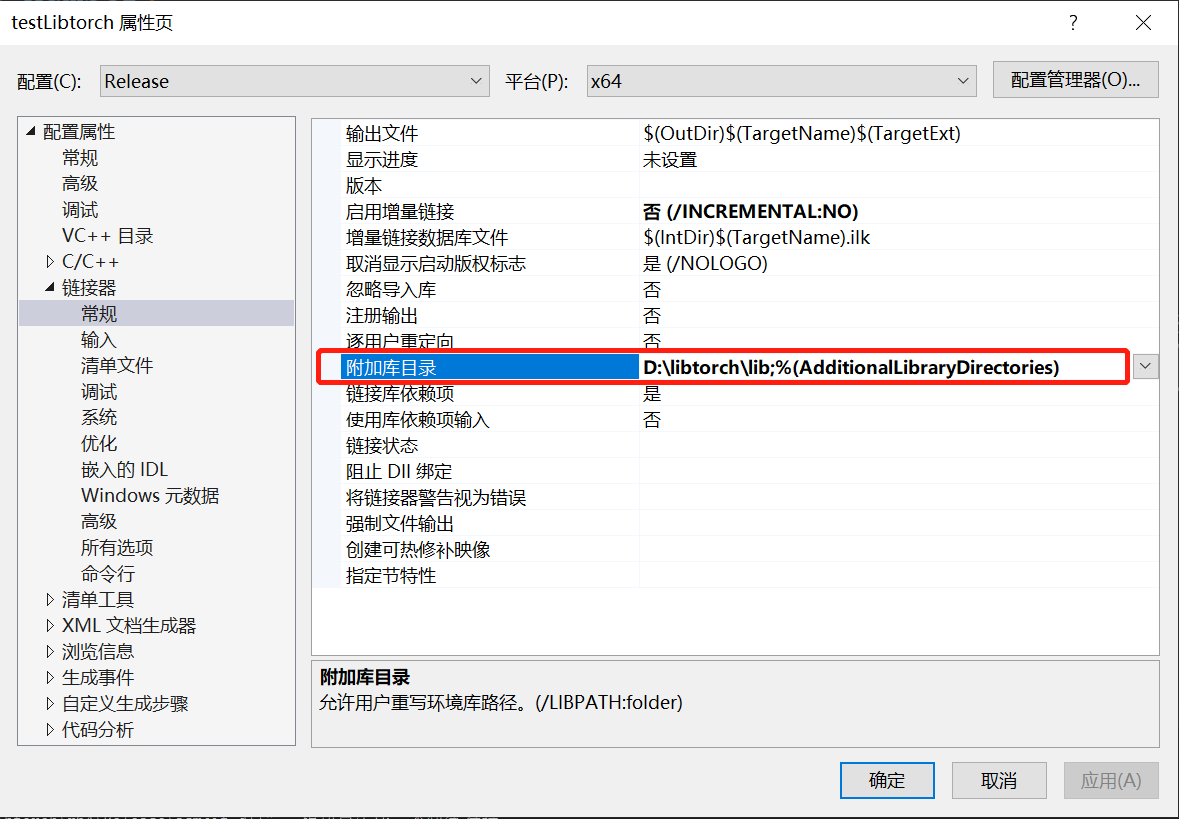 testLibtorch 属性页
?
配置(C):
Release
平台(P):
x64
配置管理器(O)...
配置属性
常规
高级
调试
VC++ 目录
C/C++
链接器
常规
输入
清单文件
调试
系统
优化
嵌入的 IDL
Windows 元数据
高级
所有选项
命令行
清单工具
XML 文档生成器
浏览信息
生成事件
自定义生成步骤
代码分析
输出文件 $(OutDir)$(TargetName)$(TargetExt)
显示进度 未设置
版本
启用增量链接 否 (/INCREMENTAL:NO)
增量链接数据库文件 $(IntDir)$(TargetName).ilk
取消显示启动版权标志 是 (/NOLOGO)
忽略导入库 否
注册输出 否
逐用户重定向 否
附加库目录 D:\libtorch\lib;%(AdditionalLibraryDirectories)
链接库依赖项 是
使用库依赖项输入 否
链接状态
阻止 Dll 绑定
将链接器警告视为错误
强制文件输出
创建可热修补映像
指定节特性
附加库目录
允许用户重写环境库路径。(/LIBPATH:folder)
确定
取消
应用(A)